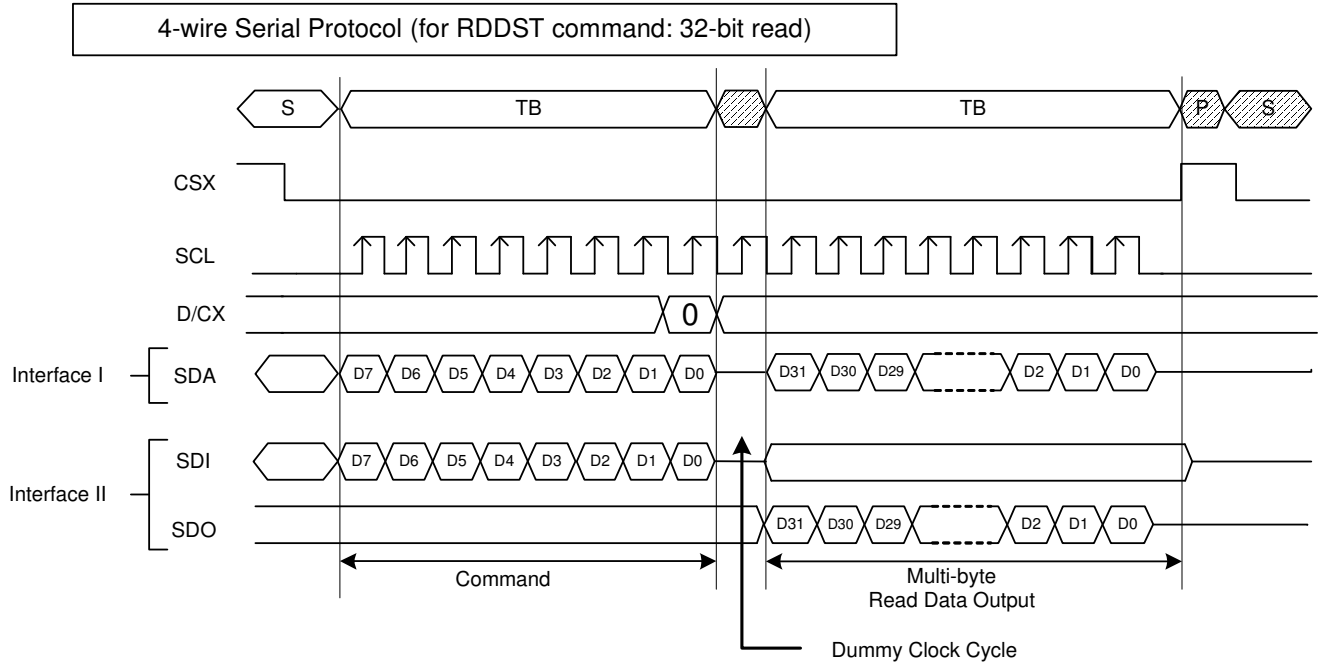 4-wire Serial Protocol (for RDDST command: 32-bit read)
S TB TB P S
CSX
SCL
D/CX 0
Interface I SDA D7 D6 D5 D4 D3 D2 D1 D0 D31 D30 D29 D2 D1 D0
SDI D7 D6 D5 D4 D3 D2 D1 D0
Interface II
SDO D31 D30 D29 D2 D1 D0
Command Multi-byte
Read Data Output
Dummy Clock Cycle